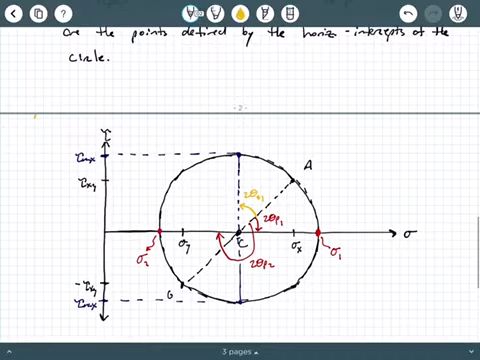 are the points defined by the horiz-intercepts of the
circle.
- 2 -
τ
τmax
A
τxy
2θs1
2θp1
C
σ
σ2
σy
σx
σ1
2θp2
-τxy
B
τmax
3 pages